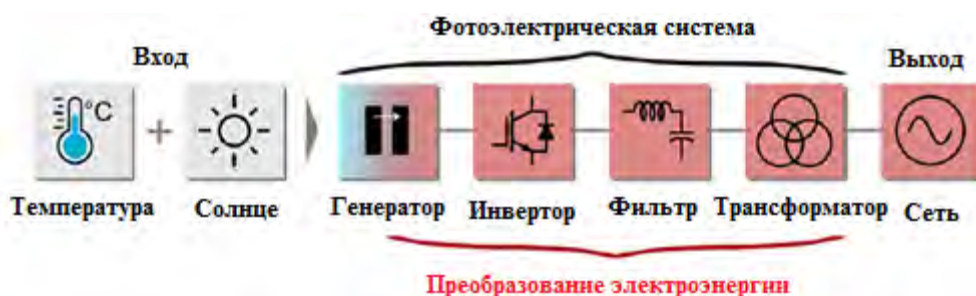 Фотоэлектрическая система
Вход
Выход
°C
Температура
Солнце
Генератор
Инвертор
Фильтр
Трансформатор
Сеть
Преобразование электроэнергии